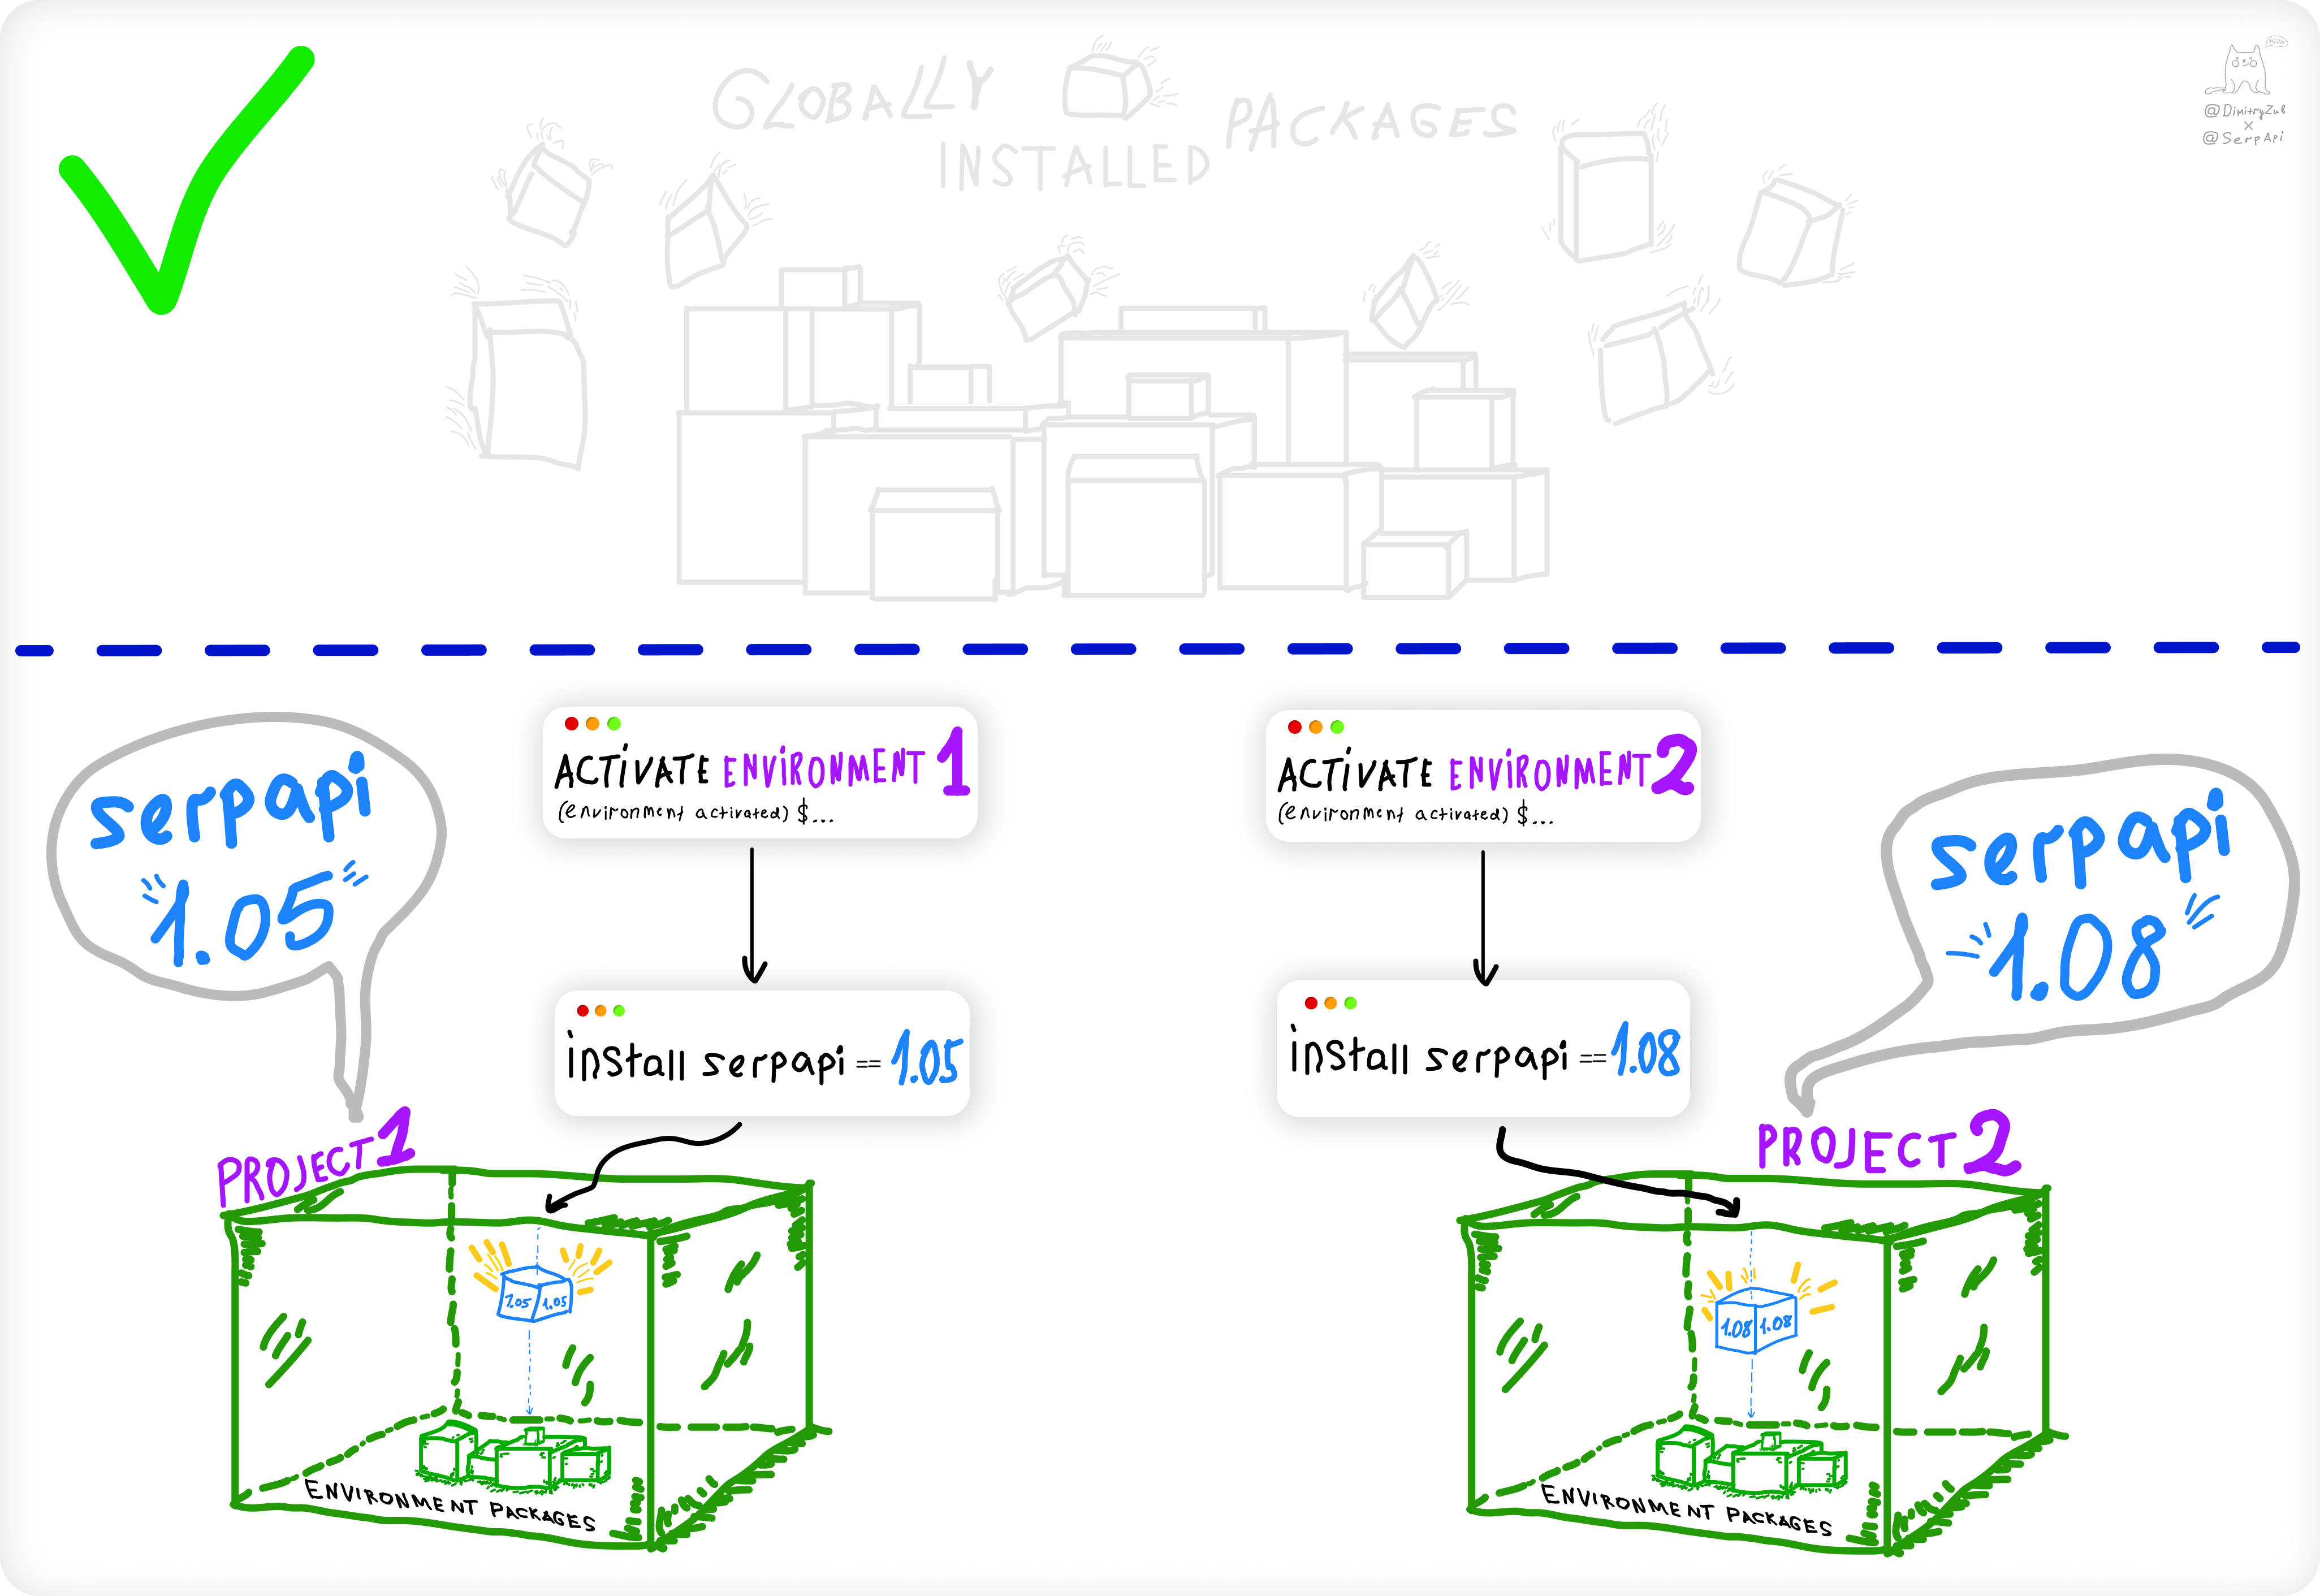 GLOBALLY PACKAGES
INSTALLED
MEOW
@DimitryZub
×
@SerpApi
ACTiVATE ENViRONMENT 1
(environment activated) $...
ACTiVATE ENViRONMENT 2
(environment activated) $...
serpapi
1.05
serpapi
1.08
install serpapi == 1.05
install serpapi == 1.08
PROJECT 1
PROJECT 2
1.05 1.05
1.08 1.08
ENVIRONMENT PACKAGES
ENVIRONMENT PACKAGES